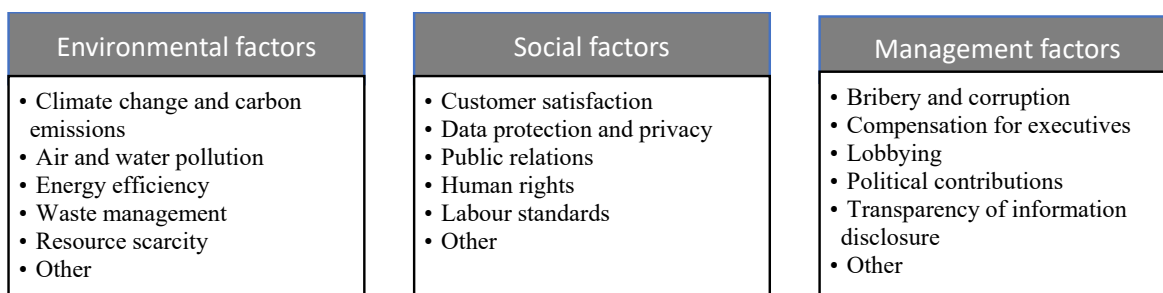 Environmental factors
• Climate change and carbon
emissions
• Air and water pollution
• Energy efficiency
• Waste management
• Resource scarcity
• Other
Social factors
• Customer satisfaction
• Data protection and privacy
• Public relations
• Human rights
• Labour standards
• Other
Management factors
• Bribery and corruption
• Compensation for executives
• Lobbying
• Political contributions
• Transparency of information
disclosure
• Other